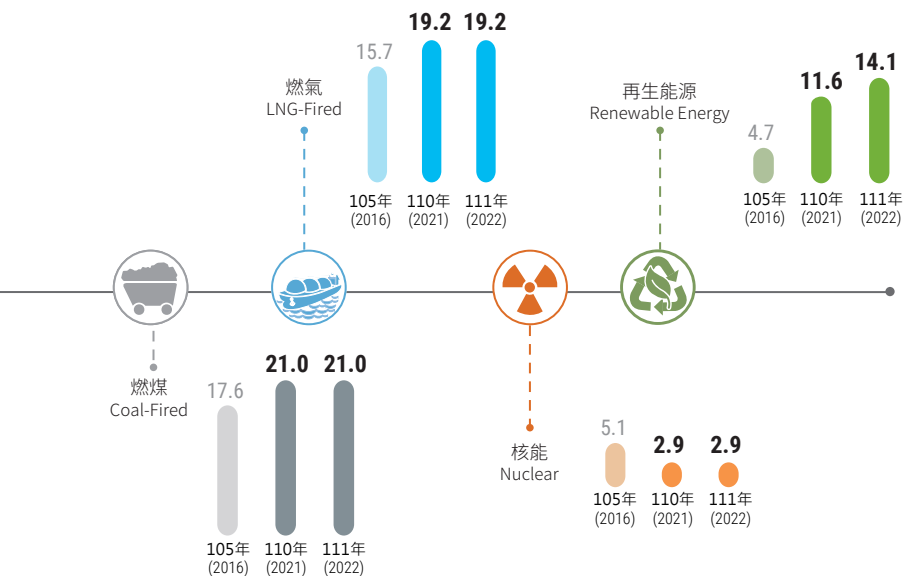 燃氣
LNG-Fired
15.7
19.2
19.2
105年
(2016)
110年
(2021)
111年
(2022)
再生能源
Renewable Energy
4.7
11.6
14.1
105年
(2016)
110年
(2021)
111年
(2022)
燃煤
Coal-Fired
17.6
21.0
21.0
105年
(2016)
110年
(2021)
111年
(2022)
核能
Nuclear
5.1
2.9
2.9
105年
(2016)
110年
(2021)
111年
(2022)